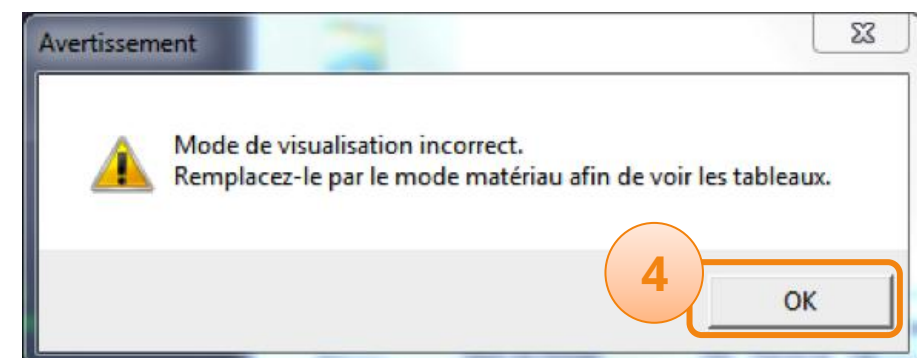 Avertissement
Mode de visualisation incorrect.
Remplacez-le par le mode matériau afin de voir les tableaux.
4
OK